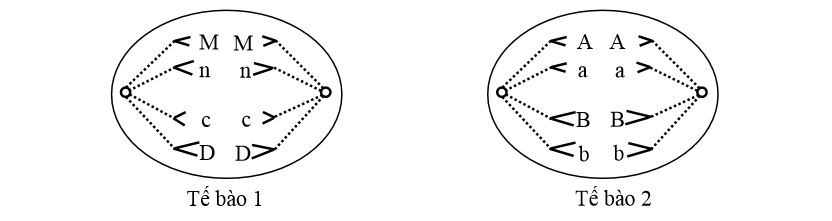 M M A A
n n a a
c c B B
D D b b
Tế bào 1 Tế bào 2